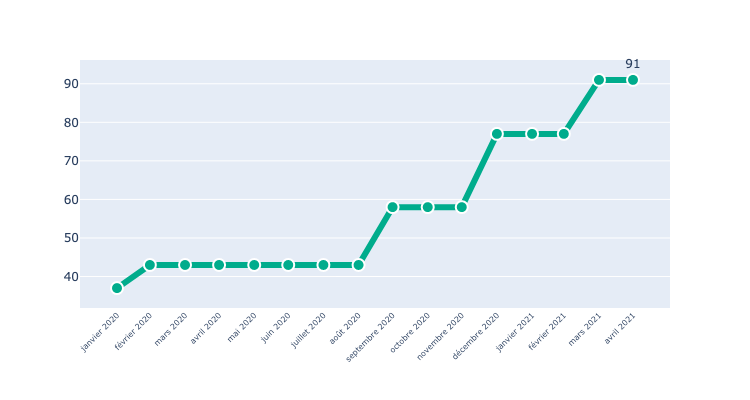 91
90
80
70
60
50
40
janvier 2020
février 2020
mars 2020
avril 2020
mai 2020
juin 2020
juillet 2020
août 2020
septembre 2020
octobre 2020
novembre 2020
décembre 2020
janvier 2021
février 2021
mars 2021
avril 2021